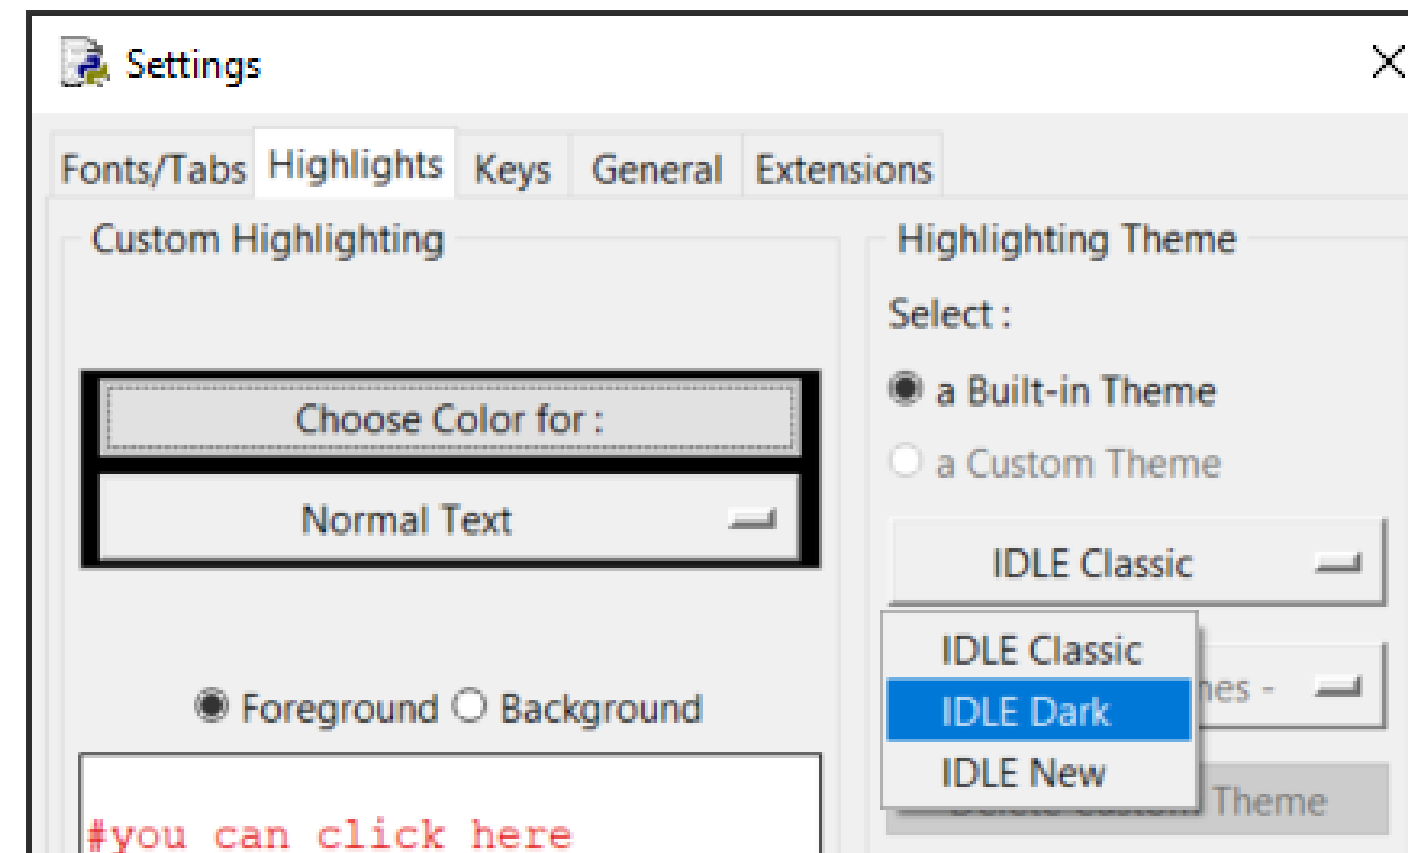 Settings
Fonts/Tabs Highlights Keys General Extensions
Custom Highlighting
Choose Color for :
Normal Text
Foreground Background
#you can click here
Highlighting Theme
Select :
a Built-in Theme
a Custom Theme
IDLE Classic
IDLE Classic
IDLE Dark
IDLE New
Theme